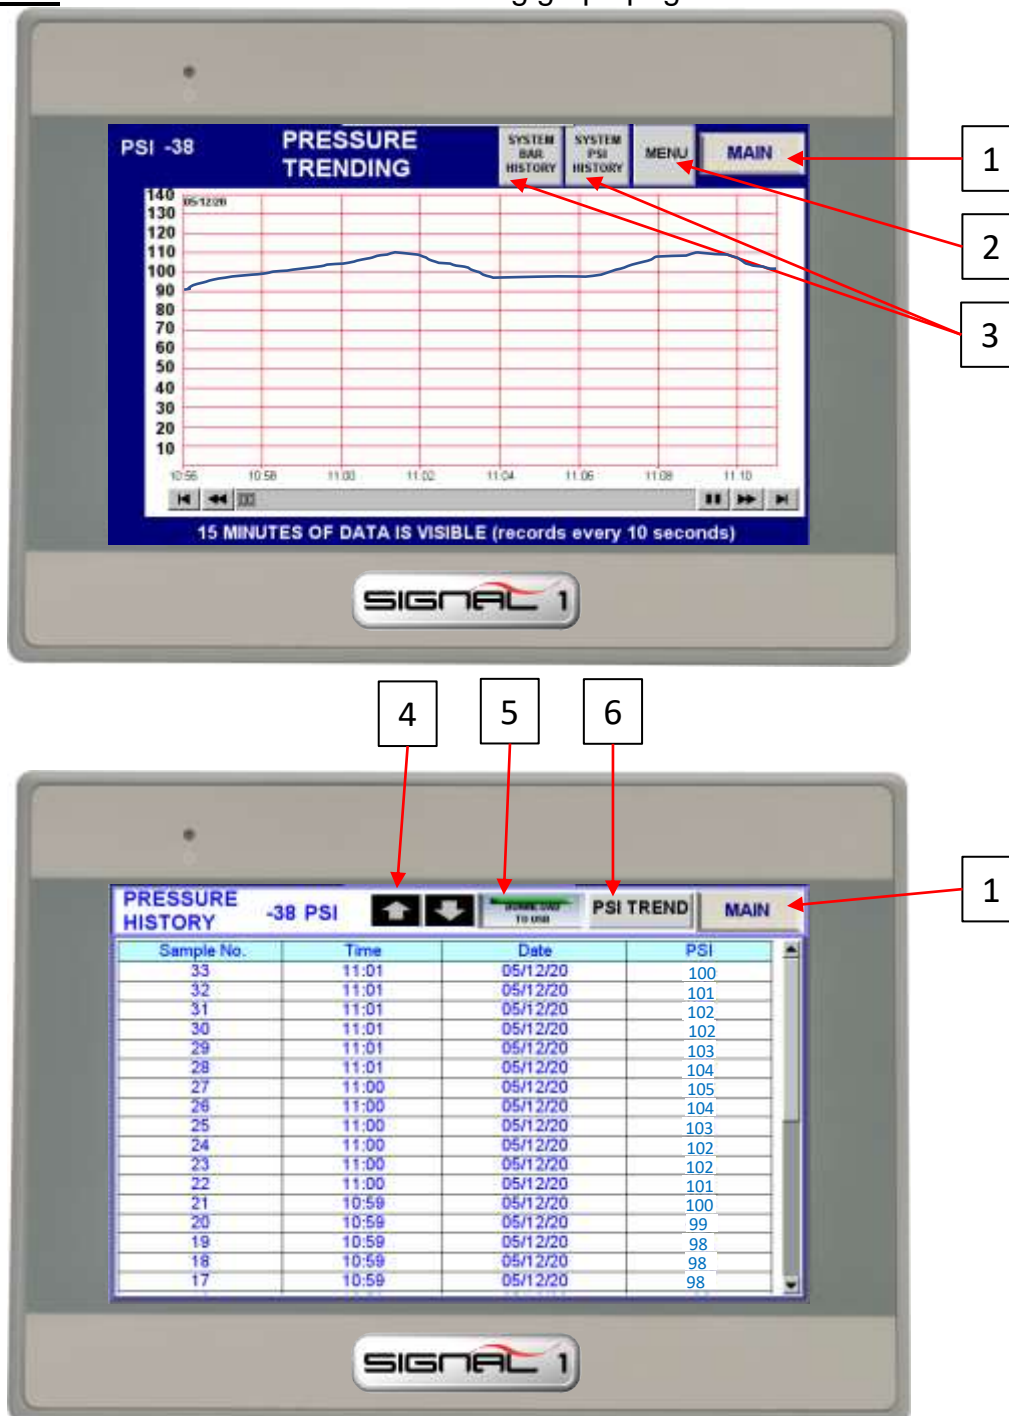 PSI -38
PRESSURE
TRENDING
SYSTEM
BAR
HISTORY
SYSTEM
PSI
HISTORY
MENU
MAIN
1
2
3
140
130
120
110
100
90
80
70
60
50
40
30
20
10
05/12/20
10:56 10:58 11:00 11:02 11:04 11:06 11:08 11:10
15 MINUTES OF DATA IS VISIBLE (records every 10 seconds)
SIGNAL 1
4 5 6
PRESSURE
HISTORY
-38 PSI
DOWNLOAD
TO USB
PSI TREND
MAIN
1
Sample No. Time Date PSI
33 11:01 05/12/20 100
32 11:01 05/12/20 101
31 11:01 05/12/20 102
30 11:01 05/12/20 102
29 11:01 05/12/20 103
28 11:01 05/12/20 104
27 11:00 05/12/20 105
26 11:00 05/12/20 104
25 11:00 05/12/20 103
24 11:00 05/12/20 102
23 11:00 05/12/20 102
22 11:00 05/12/20 101
21 10:59 05/12/20 100
20 10:59 05/12/20 99
19 10:59 05/12/20 98
18 10:59 05/12/20 98
17 10:59 05/12/20 98
SIGNAL 1